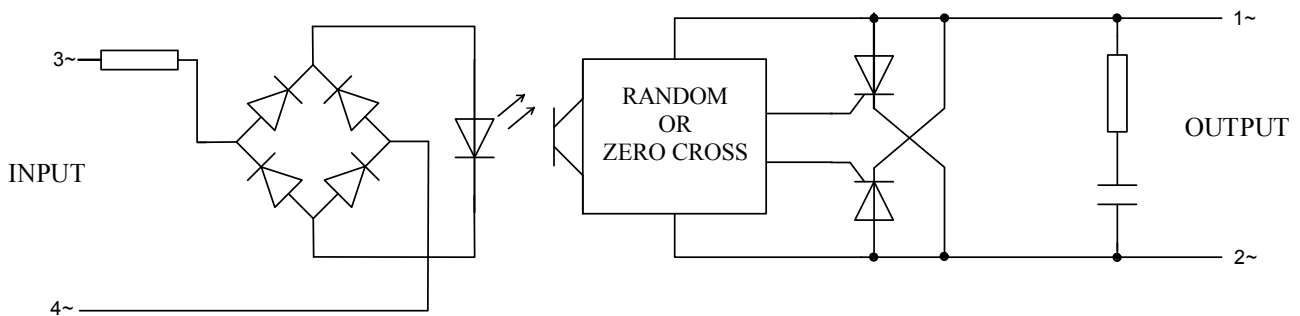 3~
INPUT
4~
RANDOM
OR
ZERO CROSS
1~
OUTPUT
2~